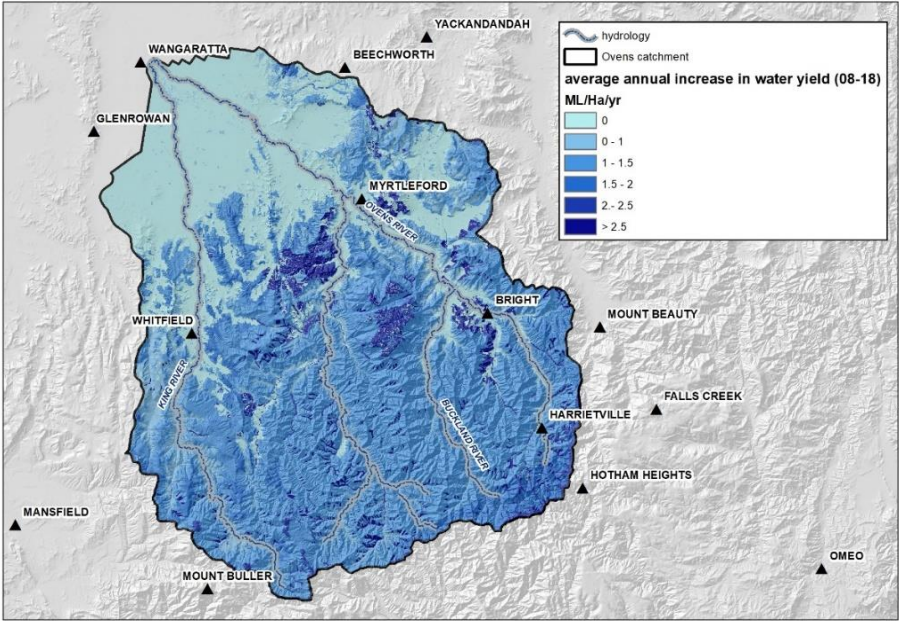 YACKANDANDAH
WANGARATTA
BEECHWORTH
GLENROWAN
MYRTLEFORD
OVENS RIVER
BRIGHT
MOUNT BEAUTY
WHITFIELD
KING RIVER
FALLS CREEK
BUCKLAND RIVER
HARRIETVILLE
HOTHAM HEIGHTS
MANSFIELD
OMEO
MOUNT BULLER
hydrology
Ovens catchment
average annual increase in water yield (08-18)
ML/Ha/yr
0
0 - 1
1 - 1.5
1.5 - 2
2.- 2.5
> 2.5